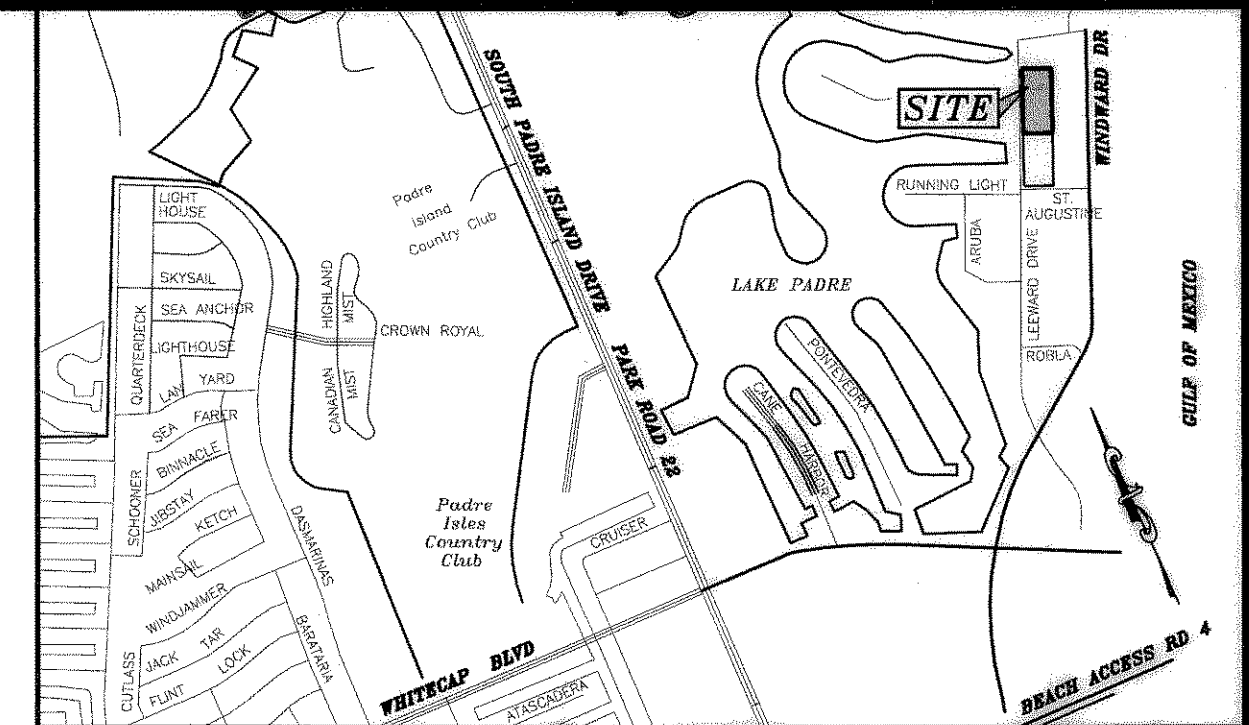 SOUTH PADRE ISLAND DRIVE
PARK ROAD 22
WINDWARD DR
SITE
RUNNING LIGHT
ST.
AUGUSTINE
ARUBA
LEEWARD DRIVE
ROBLA
GULF OF MEXICO
LAKE PADRE
Padre
Island
Country Club
LIGHT
HOUSE
SKYSAIL
SEA ANCHOR
LIGHTHOUSE
QUARTERDECK
LAN YARD
HIGHLAND
MIST
CROWN ROYAL
CANADIAN
MIST
PONTEVEDRA
CANE HARBOR
SEA FARER
BINNACLE
JIBSTAY
KETCH
SCHOONER
MAINSAIL
WINDJAMMER
JACK TAR
FLINT LOCK
CUTLASS
DASMARINAS
BARATARIA
Padre
Isles
Country
Club
CRUISER
WHITECAP BLVD
ATASCADERA
BEACH ACCESS RD 4